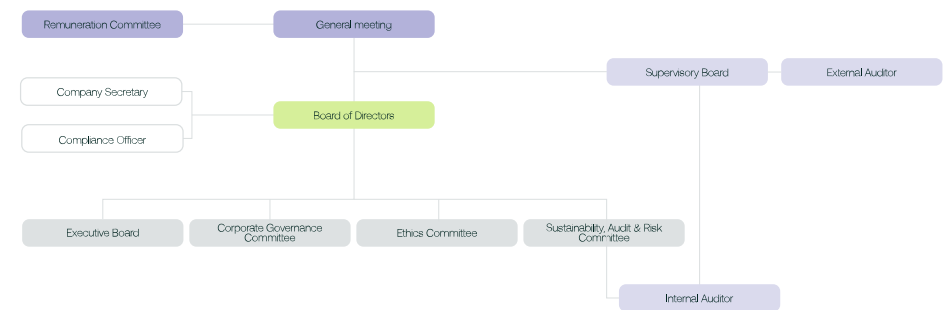 Remuneration Committee
General meeting
Supervisory Board
External Auditor
Company Secretary
Board of Directors
Compliance Officer
Executive Board
Corporate Governance
Committee
Ethics Committee
Sustainability, Audit & Risk
Committee
Internal Auditor